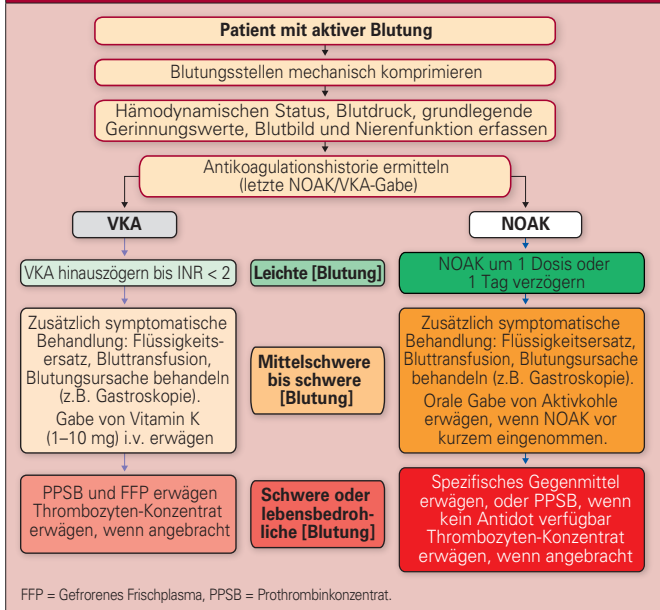 Patient mit aktiver Blutung
Blutungsstellen mechanisch komprimieren
Hämodynamischen Status, Blutdruck, grundlegende
Gerinnungswerte, Blutbild und Nierenfunktion erfassen
Antikoagulationshistorie ermitteln
(letzte NOAK/VKA-Gabe)
VKA
NOAK
VKA hinauszögern bis INR < 2
Leichte [Blutung]
NOAK um 1 Dosis oder
1 Tag verzögern
Zusätzlich symptomatische
Behandlung: Flüssigkeits-
ersatz, Bluttransfusion,
Blutungsursache behandeln
(z.B. Gastroskopie).
Gabe von Vitamin K
(1–10 mg) i.v. erwägen
Mittelschwere
bis schwere
[Blutung]
Zusätzlich symptomatische
Behandlung: Flüssigkeitsersatz,
Bluttransfusion, Blutungsursache
behandeln (z.B. Gastroskopie).
Orale Gabe von Aktivkohle
erwägen, wenn NOAK vor
kurzem eingenommen.
PPSB und FFP erwägen
Thrombozyten-Konzentrat
erwägen, wenn angebracht
Schwere oder
lebensbedroh-
liche [Blutung]
Spezifisches Gegenmittel
erwägen, oder PPSB, wenn
kein Antidot verfügbar
Thrombozyten-Konzentrat
erwägen, wenn angebracht
FFP = Gefrorenes Frischplasma, PPSB = Prothrombinkonzentrat.